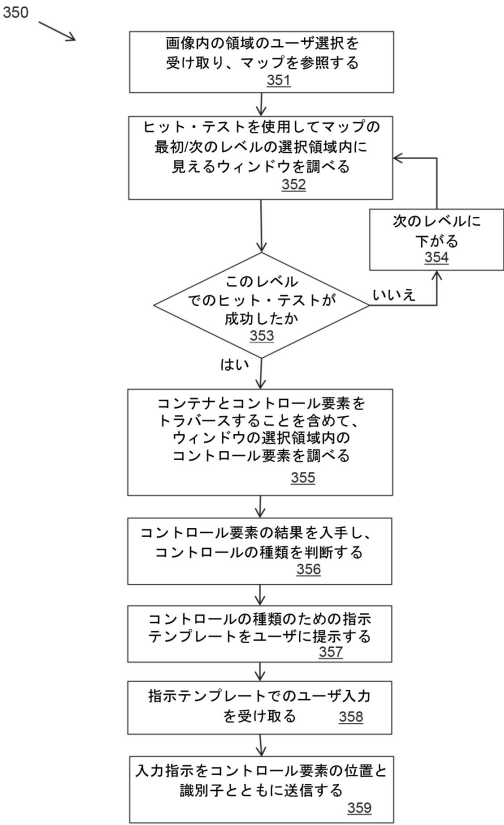 350
画像内の領域のユーザ選択を
受け取り、マップを参照する
351
ヒット・テストを使用してマップの
最初/次のレベルの選択領域内に
見えるウィンドウを調べる
352
次のレベルに
下がる
354
このレベル
でのヒット・テストが
成功したか
353
いいえ
はい
コンテナとコントロール要素を
トラバースすることを含めて、
ウィンドウの選択領域内の
コントロール要素を調べる
355
コントロール要素の結果を入手し、
コントロールの種類を判断する
356
コントロールの種類のための指示
テンプレートをユーザに提示する
357
指示テンプレートでのユーザ入力
を受け取る 358
入力指示をコントロール要素の位置と
識別子とともに送信する
359